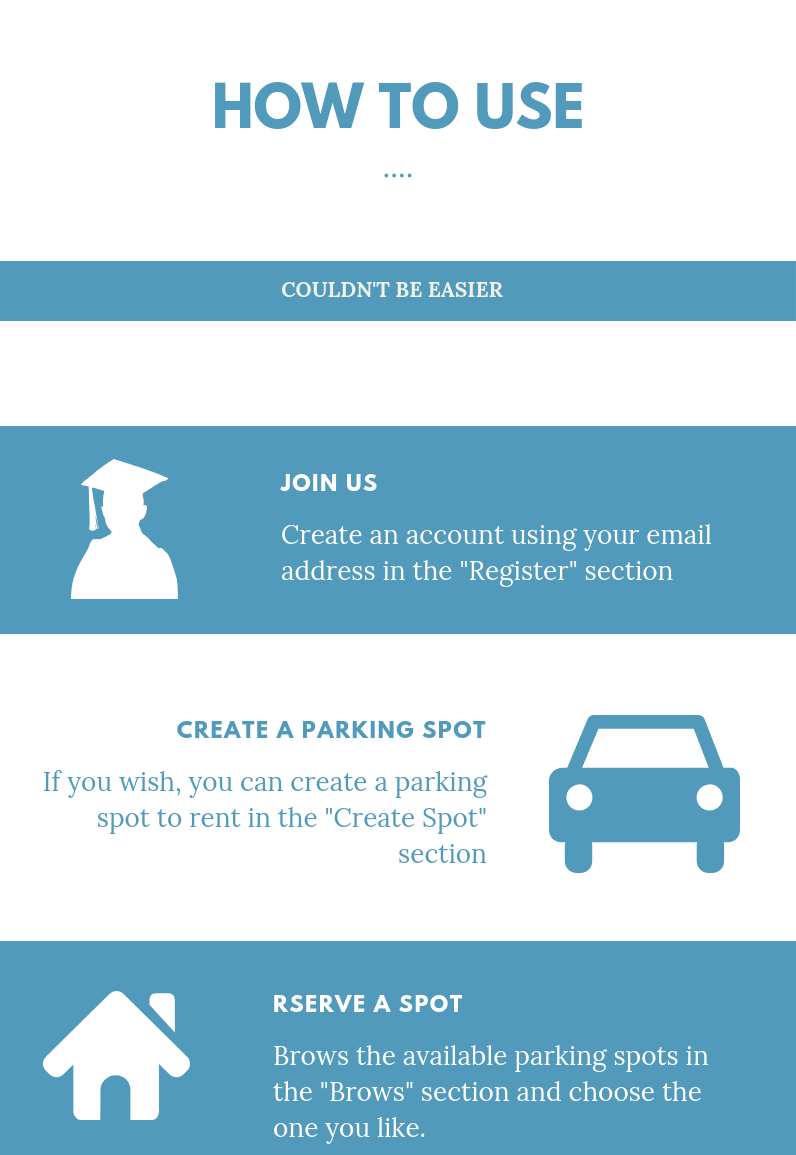 HOW TO USE
....
COULDN'T BE EASIER
JOIN US
Create an account using your email
address in the "Register" section
CREATE A PARKING SPOT
If you wish, you can create a parking
spot to rent in the "Create Spot"
section
RSERVE A SPOT
Brows the available parking spots in
the "Brows" section and choose the
one you like.